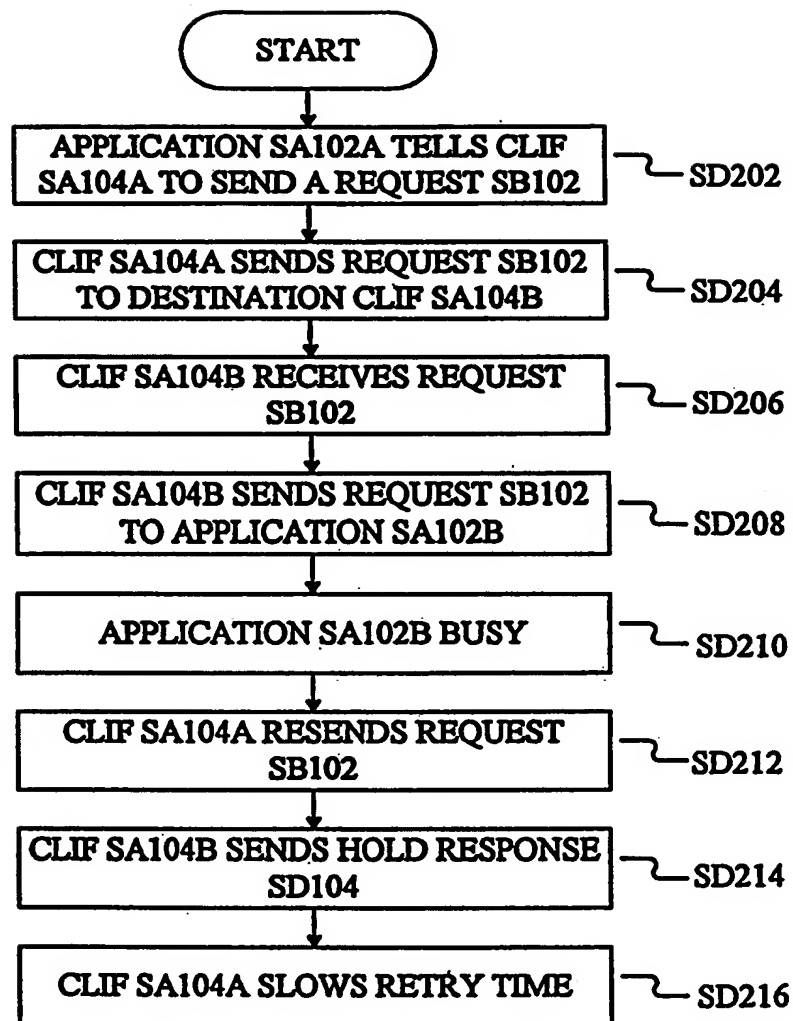 START
APPLICATION SA102A TELLS CLIF
SA104A TO SEND A REQUEST SB102
SD202
CLIF SA104A SENDS REQUEST SB102
TO DESTINATION CLIF SA104B
SD204
CLIF SA104B RECEIVES REQUEST
SB102
SD206
CLIF SA104B SENDS REQUEST SB102
TO APPLICATION SA102B
SD208
APPLICATION SA102B BUSY
SD210
CLIF SA104A RESENDS REQUEST
SB102
SD212
CLIF SA104B SENDS HOLD RESPONSE
SD104
SD214
CLIF SA104A SLOWS RETRY TIME
SD216